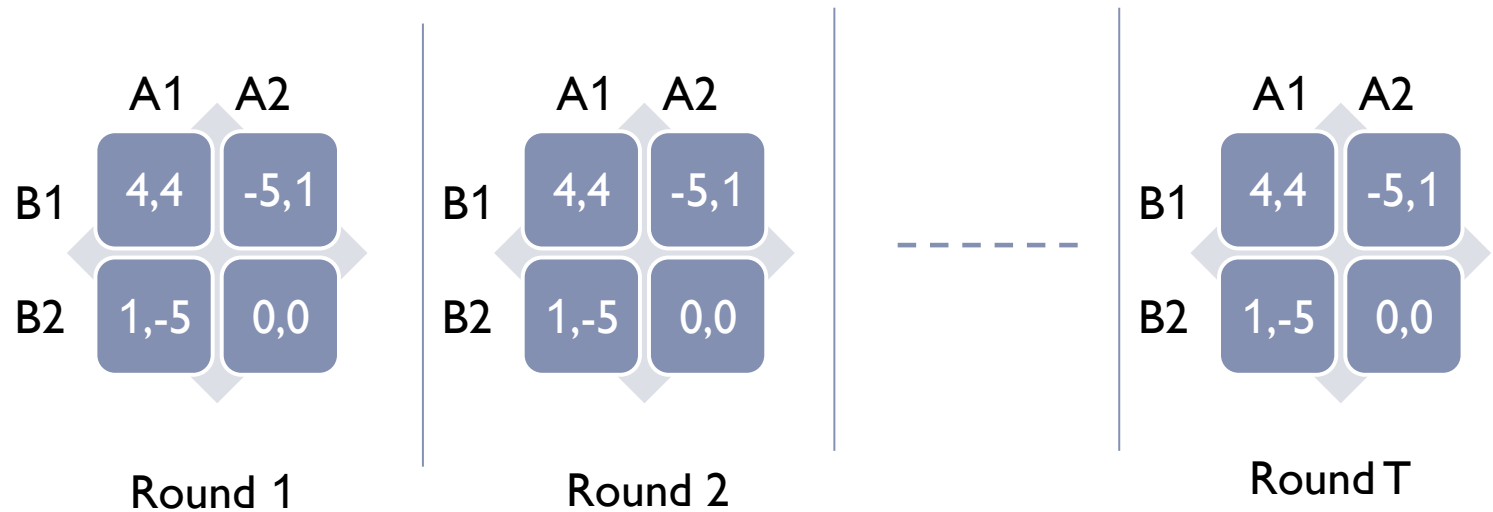 A1 A2 A1 A2 A1 A2
B1 4,4 -5,1 B1 4,4 -5,1 B1 4,4 -5,1
B2 1,-5 0,0 B2 1,-5 0,0 B2 1,-5 0,0
Round 1 Round 2 Round T